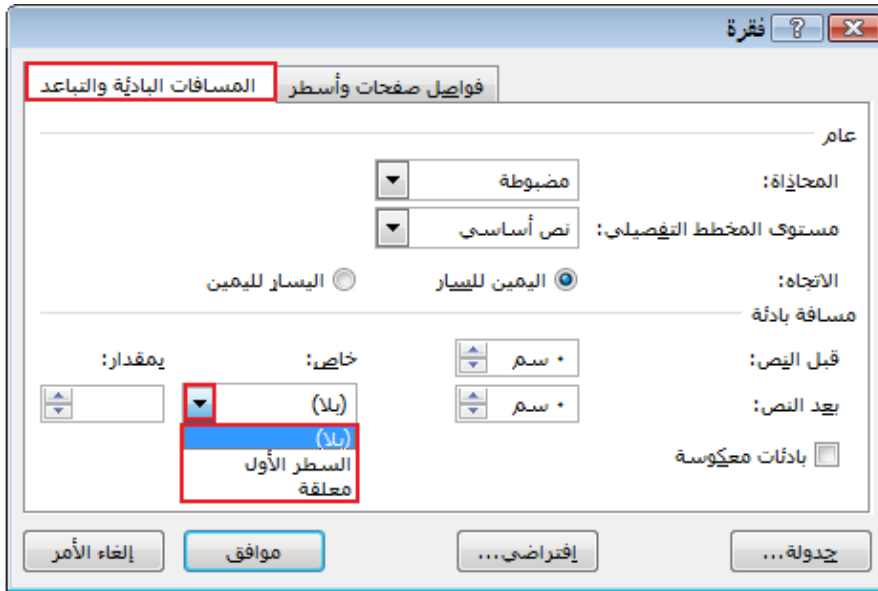 فقرة
المسافات البادئة والتباعد
فواصل صفحات وأسطر
عام
المحاذاة: مضبوطة
مستوى المخطط التفصيلي: نص أساسي
الاتجاه: اليمين لليسار اليسار لليمين
مسافة بادئة
قبل النص: ٠ سم خاص: بمقدار:
بعد النص: ٠ سم (بلا)
(بلا)
السطر الأول
معلقة
بادئات معكوسة
جدولة... إفتراضي... موافق إلغاء الأمر